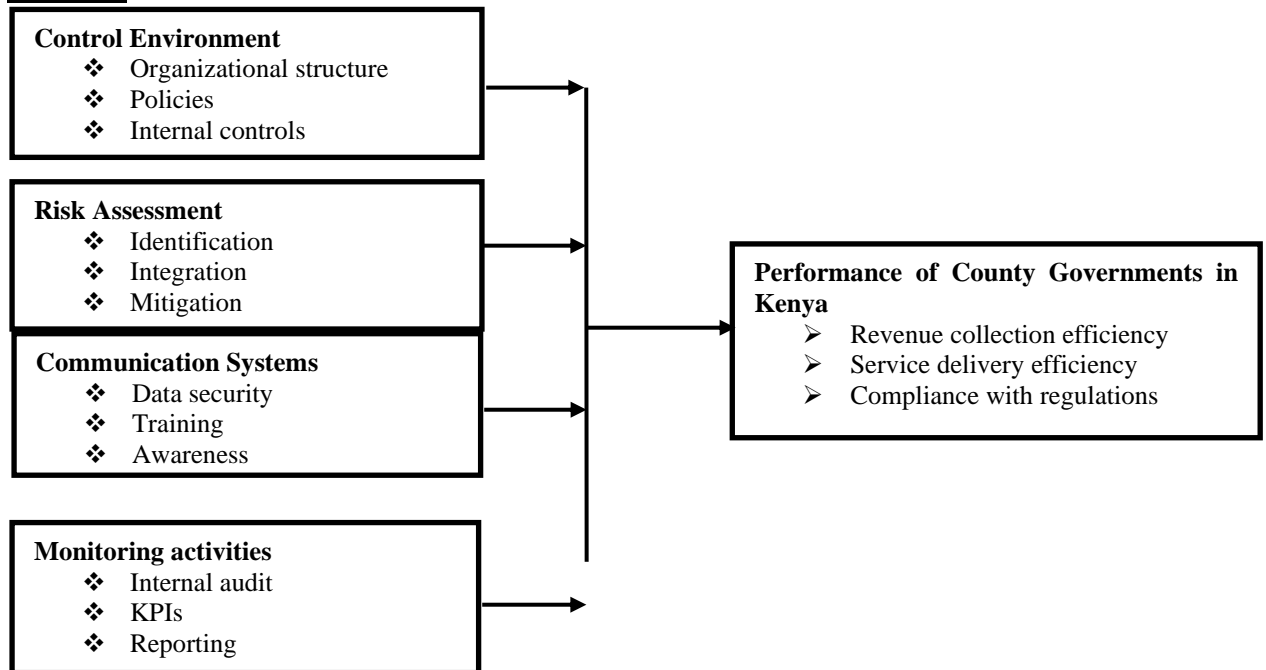 Control Environment
❖ Organizational structure
❖ Policies
❖ Internal controls
Risk Assessment
❖ Identification
❖ Integration
❖ Mitigation
Communication Systems
❖ Data security
❖ Training
❖ Awareness
Monitoring activities
❖ Internal audit
❖ KPIs
❖ Reporting
Performance of County Governments in
Kenya
➢ Revenue collection efficiency
➢ Service delivery efficiency
➢ Compliance with regulations